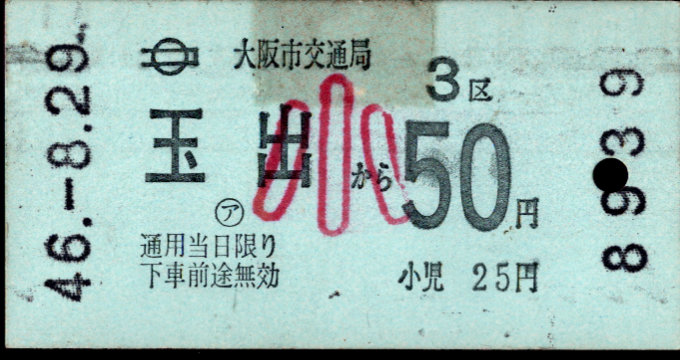 46.-8.29
大阪市交通局
3区
玉出から50円
小
㋐
通用当日限り
下車前途無効
小児 25円
8939